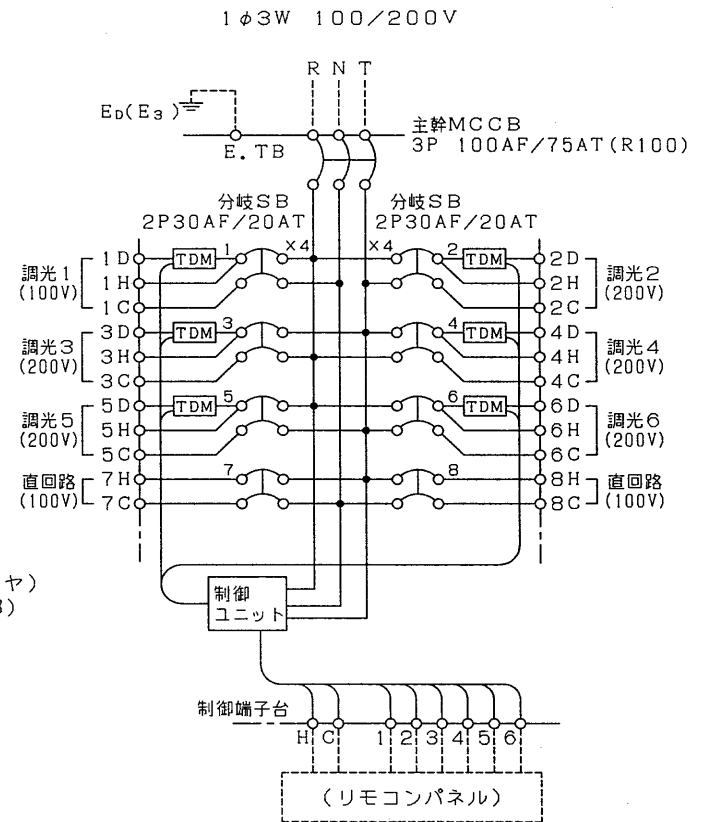 1φ3W 100/200V
R N T
ED(E3)
E.TB
主幹MCCB
3P 100AF/75AT(R100)
分岐SB
2P30AF/20AT
分岐SB
2P30AF/20AT
×4
×4
調光1
(100V)
1D
1H
1C
TDM
1
2
TDM
2D
2H
2C
調光2
(200V)
調光3
(200V)
3D
3H
3C
TDM
3
4
TDM
4D
4H
4C
調光4
(200V)
調光5
(200V)
5D
5H
5C
TDM
5
6
TDM
6D
6H
6C
調光6
(200V)
直回路
(100V)
7H
7C
7
8
8H
8C
直回路
(100V)
ヤ)
)
制御
ユニット
制御端子台
H C 1 2 3 4 5 6
(リモコンパネル)